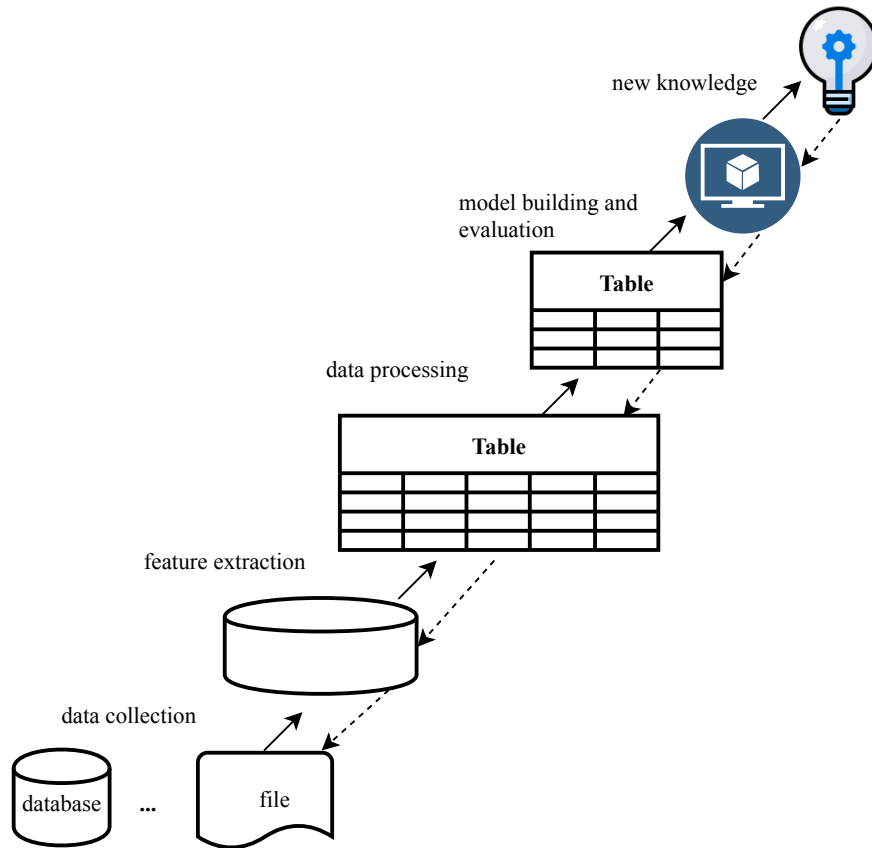 new knowledge
model building and
evaluation
Table
data processing
Table
feature extraction
data collection
database
...
file